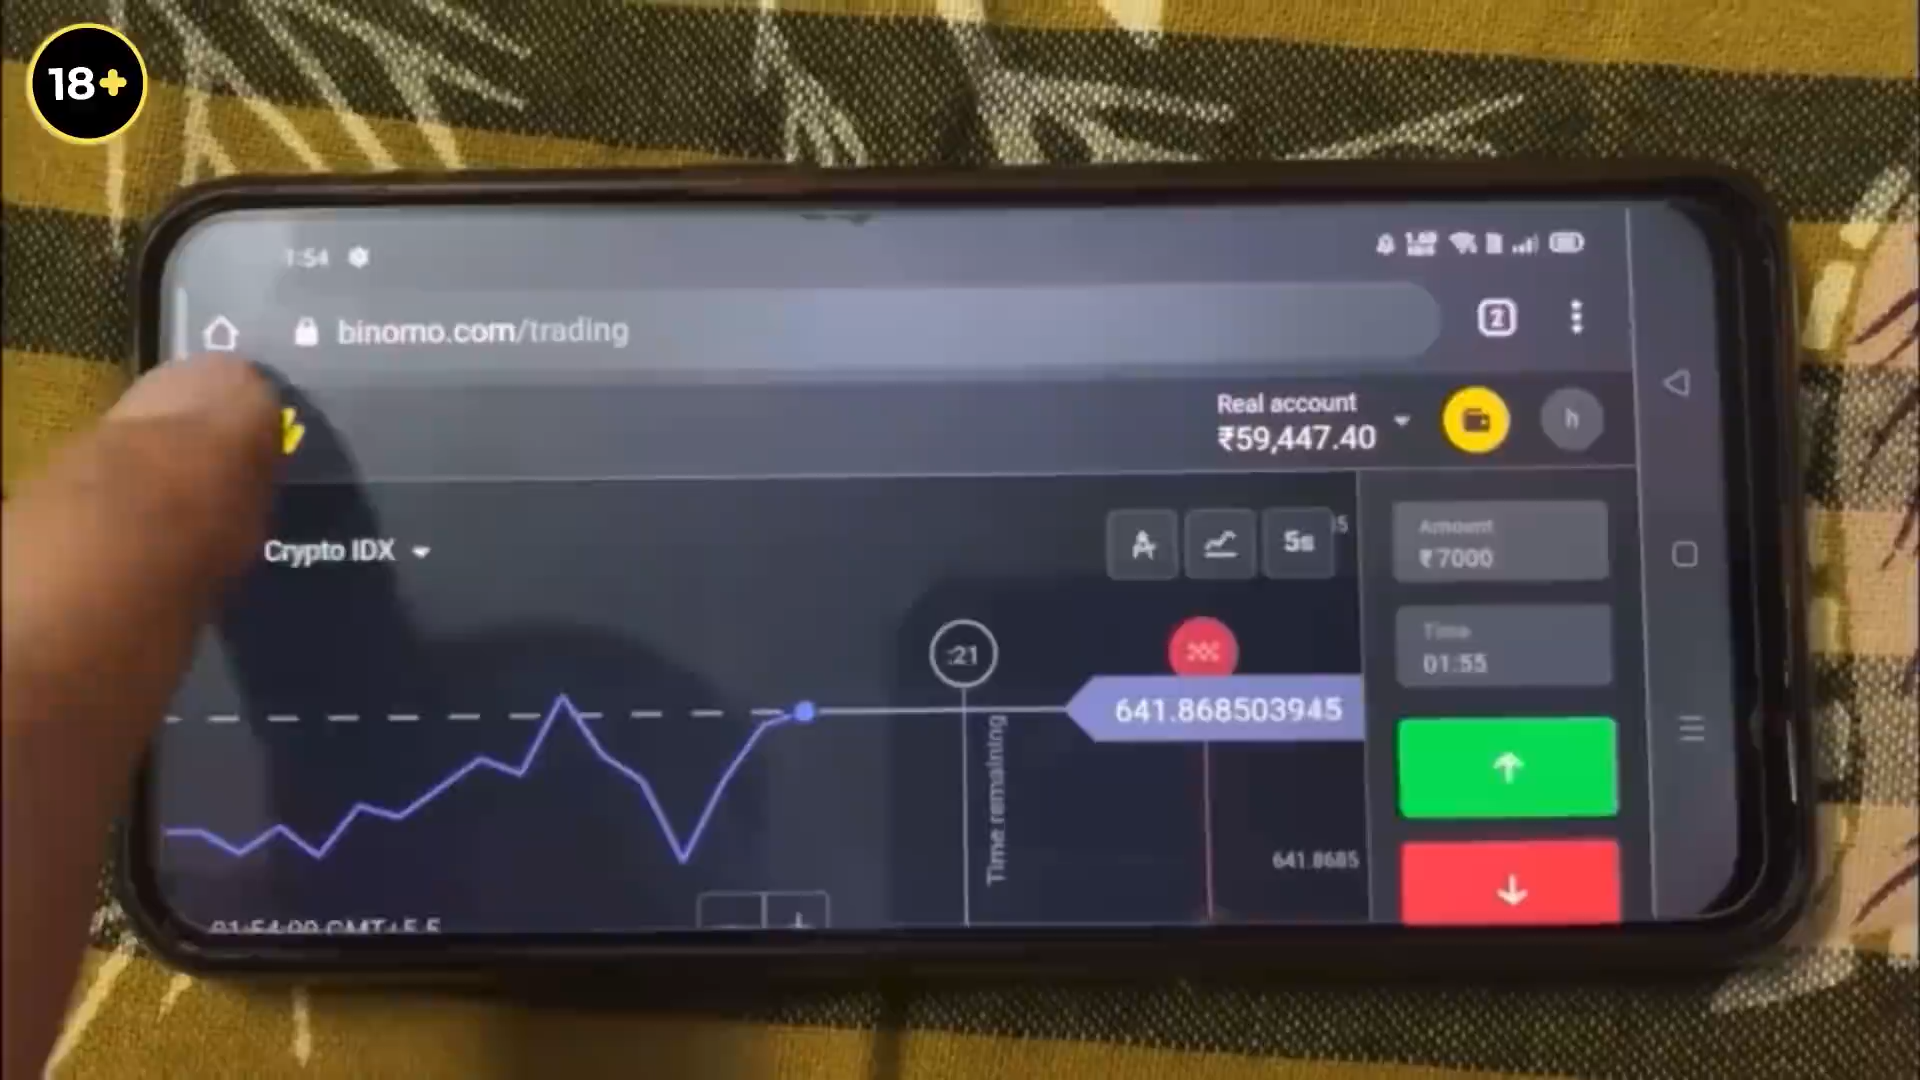 18+
1:54
2
binomo.com/trading
Real account
₹59,447.40
h
Crypto IDX
5s
Amount
₹7000
:21
Time
01:55
641.868503945
Time remaining
641.8685